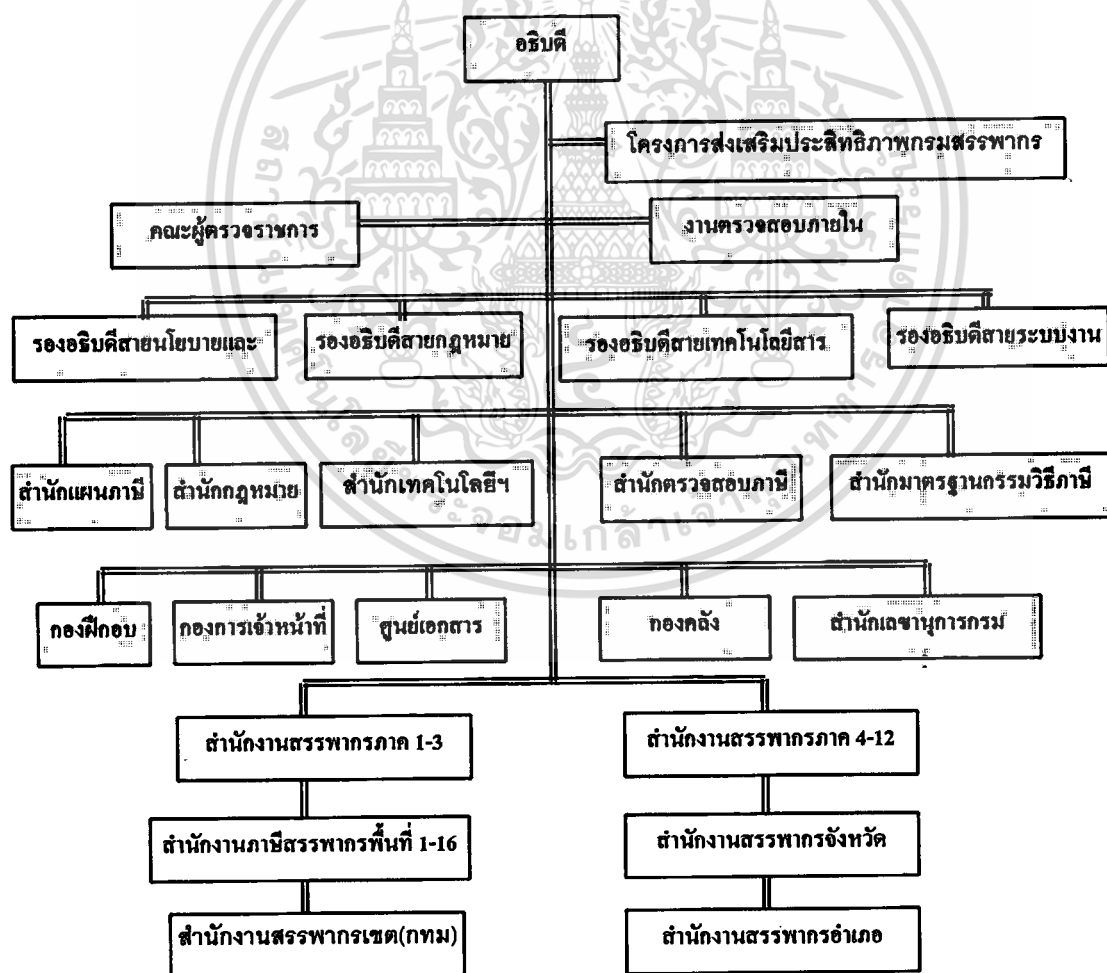 อธิบดี
โครงการส่งเสริมประสิทธิภาพกรมสรรพากร
คณะผู้ตรวจราชการ
งานตรวจสอบภายใน
รองอธิบดีสายนโยบายและ
รองอธิบดีสายกฎหมาย
รองอธิบดีสายเทคโนโลยีสาร
รองอธิบดีสายระบบงาน
สำนักแผนภาษี
สำนักกฎหมาย
สำนักเทคโนโลยีฯ
สำนักตรวจสอบภาษี
สำนักมาตรฐานกรรมวิธีภาษี
กองฝึกอบ
กองการเจ้าหน้าที่
ศูนย์เอกสาร
กองคลัง
สำนักเลขานุการกรม
สำนักงานสรรพากรภาค 1-3
สำนักงานสรรพากรภาค 4-12
สำนักงานภาษีสรรพากรพื้นที่ 1-16
สำนักงานสรรพากรจังหวัด
สำนักงานสรรพากรเขต(กทม)
สำนักงานสรรพากรอำเภอ